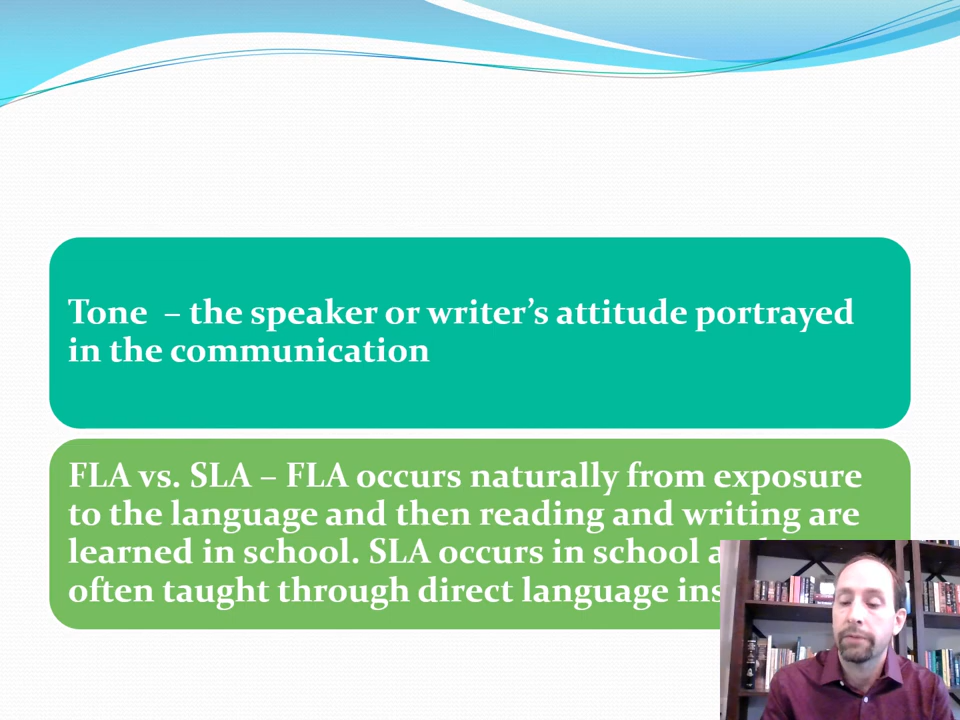 Tone – the speaker or writer’s attitude portrayed
in the communication
FLA vs. SLA – FLA occurs naturally from exposure
to the language and then reading and writing are
learned in school. SLA occurs in school
often taught through direct language